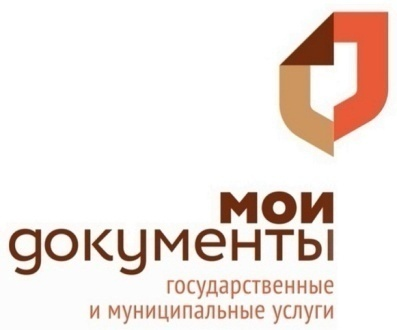 мои
документы
государственные
и муниципальные услуги